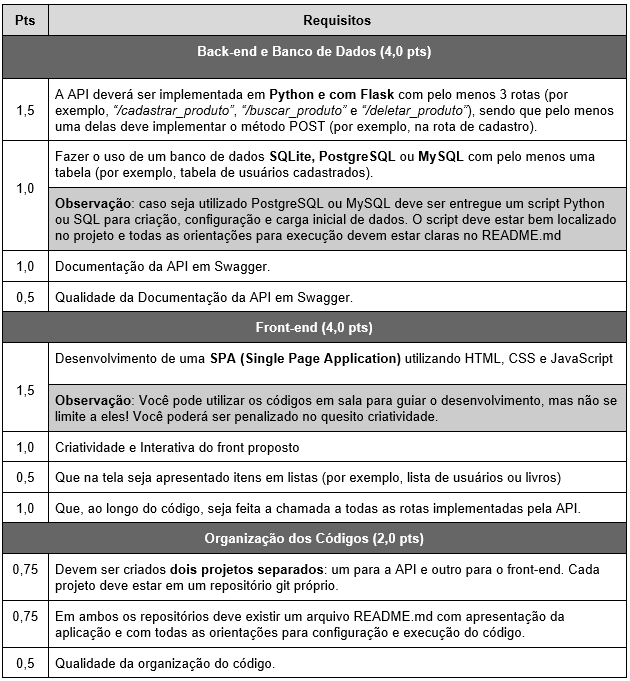 Pts Requisitos
Back-end e Banco de Dados (4,0 pts)
1,5 A API deverá ser implementada em Python e com Flask com pelo menos 3 rotas (por
exemplo, “/cadastrar_produto”, “/buscar_produto” e “/deletar_produto”), sendo que pelo menos
uma delas deve implementar o método POST (por exemplo, na rota de cadastro).
1,0 Fazer o uso de um banco de dados SQLite, PostgreSQL ou MySQL com pelo menos uma
tabela (por exemplo, tabela de usuários cadastrados).
Observação: caso seja utilizado PostgreSQL ou MySQL deve ser entregue um script Python
ou SQL para criação, configuração e carga inicial de dados. O script deve estar bem localizado
no projeto e todas as orientações para execução devem estar claras no README.md
1,0 Documentação da API em Swagger.
0,5 Qualidade da Documentação da API em Swagger.
Front-end (4,0 pts)
1,5 Desenvolvimento de uma SPA (Single Page Application) utilizando HTML, CSS e JavaScript
Observação: Você pode utilizar os códigos em sala para guiar o desenvolvimento, mas não se
limite a eles! Você poderá ser penalizado no quesito criatividade.
1,0 Criatividade e Interativa do front proposto
0,5 Que na tela seja apresentado itens em listas (por exemplo, lista de usuários ou livros)
1,0 Que, ao longo do código, seja feita a chamada a todas as rotas implementadas pela API.
Organização dos Códigos (2,0 pts)
0,75 Devem ser criados dois projetos separados: um para a API e outro para o front-end. Cada
projeto deve estar em um repositório git próprio.
0,75 Em ambos os repositórios deve existir um arquivo README.md com apresentação da
aplicação e com todas as orientações para configuração e execução do código.
0,5 Qualidade da organização do código.